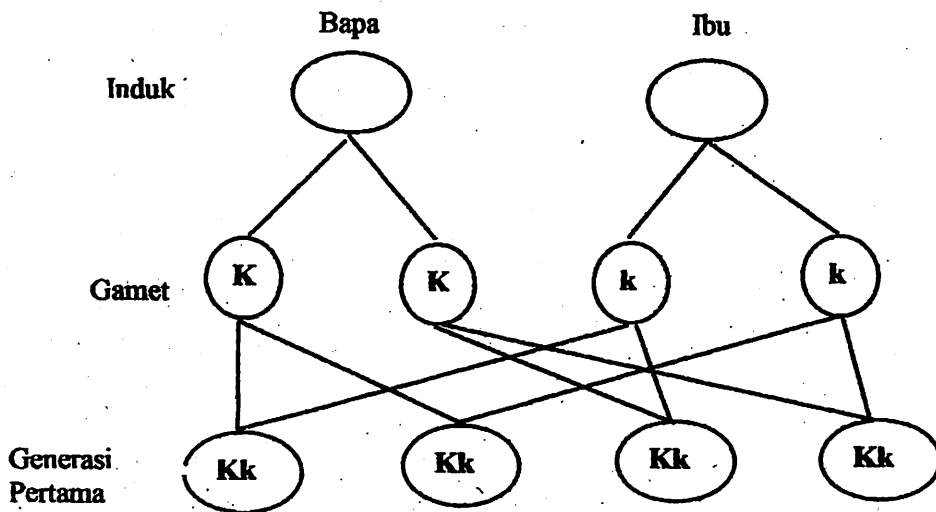 Bapa Ibu
Induk
K K k k
Gamet
Kk Kk Kk Kk
Generasi
Pertama